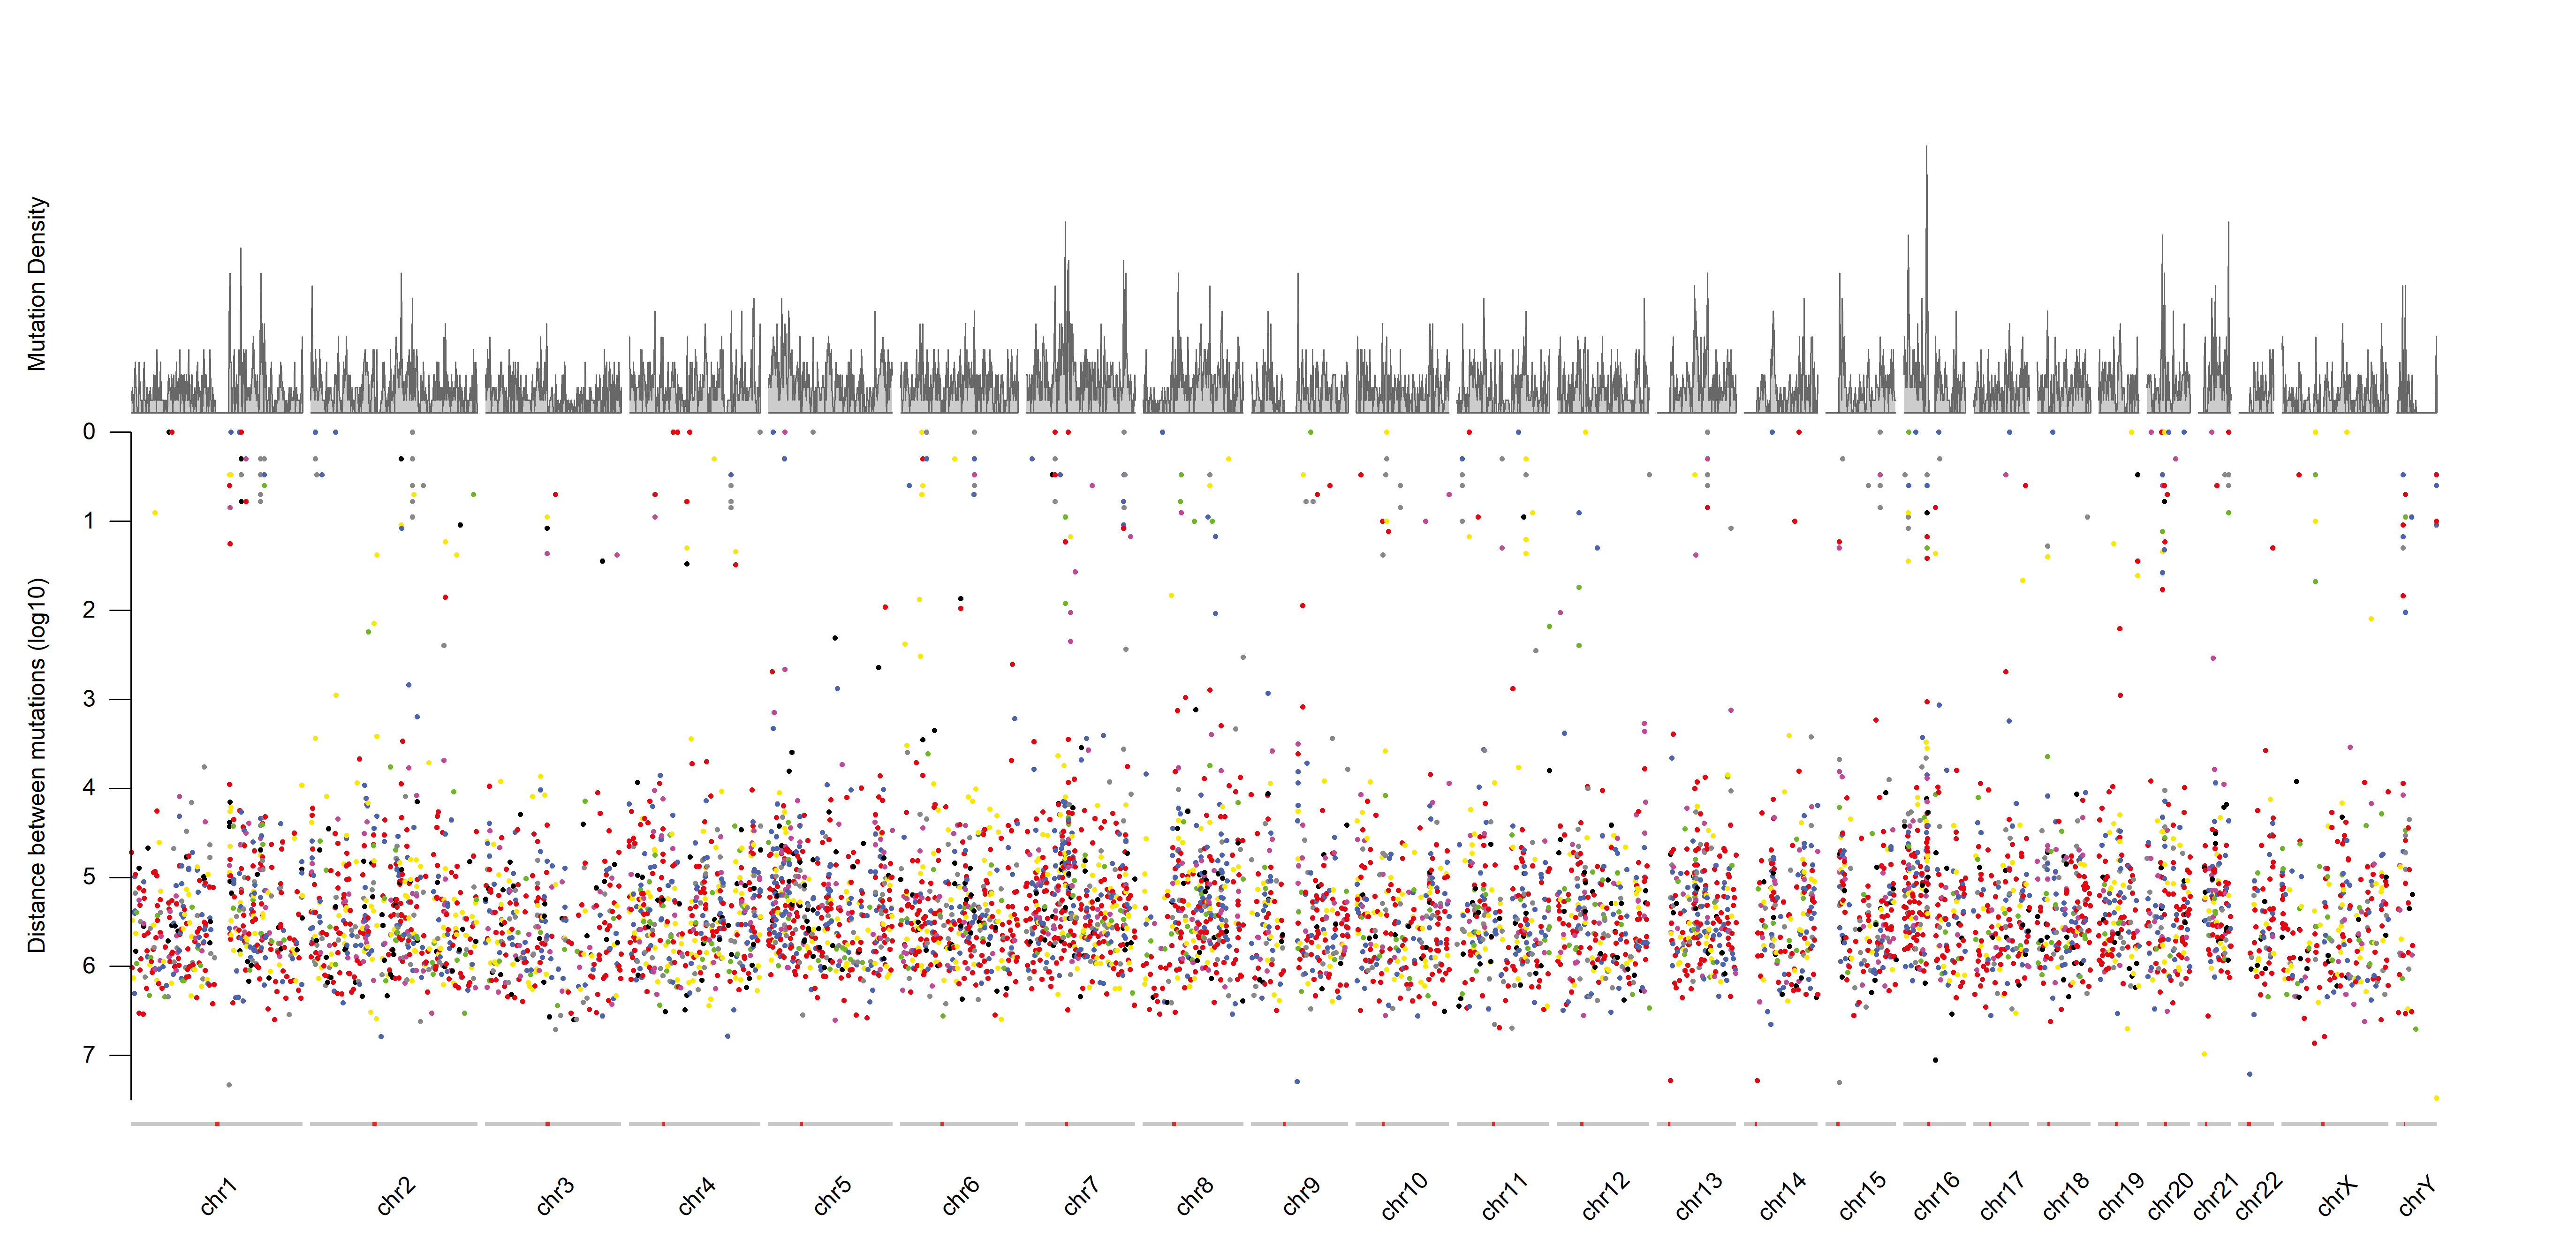 Mutation Density
Distance between mutations (log10)
0
1
2
3
4
5
6
7
chr1
chr2
chr3
chr4
chr5
chr6
chr7
chr8
chr9
chr10
chr11
chr12
chr13
chr14
chr15
chr16
chr17
chr18
chr19
chr20
chr21
chr22
chrX
chrY